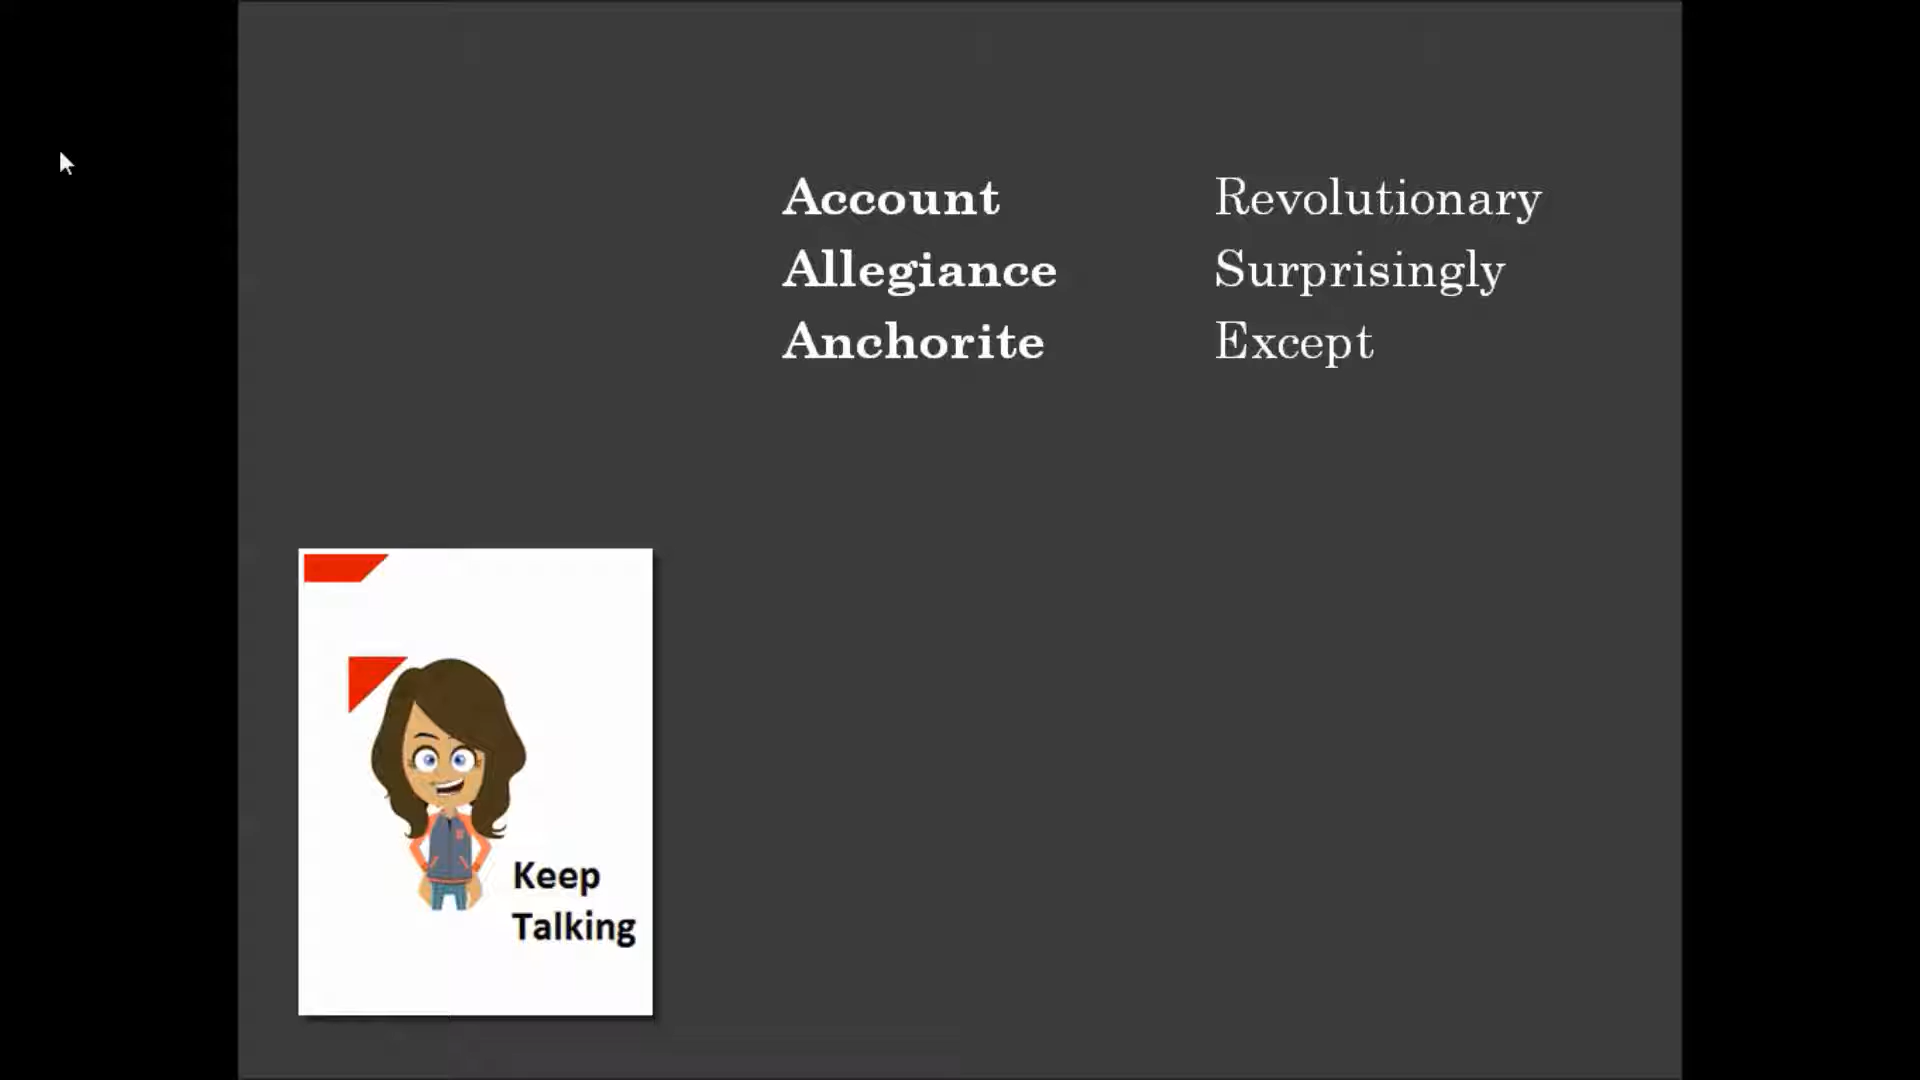 Account Revolutionary
Allegiance Surprisingly
Anchorite Except
Keep
Talking